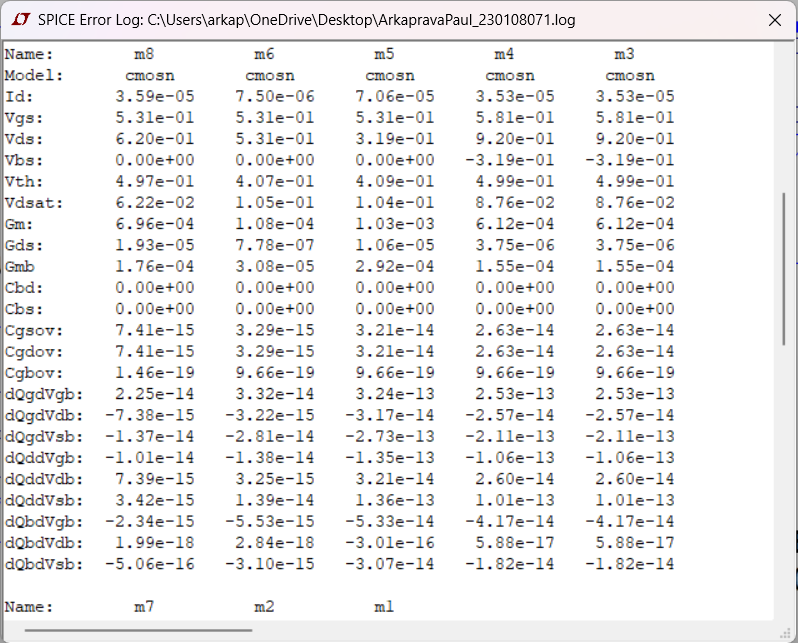 SPICE Error Log: C:\Users\arkap\OneDrive\Desktop\ArkapravaPaul_230108071.log
Name: m8 m6 m5 m4 m3
Model: cmosn cmosn cmosn cmosn cmosn
Id: 3.59e-05 7.50e-06 7.06e-05 3.53e-05 3.53e-05
Vgs: 5.31e-01 5.31e-01 5.31e-01 5.81e-01 5.81e-01
Vds: 6.20e-01 5.31e-01 3.19e-01 9.20e-01 9.20e-01
Vbs: 0.00e+00 0.00e+00 0.00e+00 -3.19e-01 -3.19e-01
Vth: 4.97e-01 4.07e-01 4.09e-01 4.99e-01 4.99e-01
Vdsat: 6.22e-02 1.05e-01 1.04e-01 8.76e-02 8.76e-02
Gm: 6.96e-04 1.08e-04 1.03e-03 6.12e-04 6.12e-04
Gds: 1.93e-05 7.78e-07 1.06e-05 3.75e-06 3.75e-06
Gmb 1.76e-04 3.08e-05 2.92e-04 1.55e-04 1.55e-04
Cbd: 0.00e+00 0.00e+00 0.00e+00 0.00e+00 0.00e+00
Cbs: 0.00e+00 0.00e+00 0.00e+00 0.00e+00 0.00e+00
Cgsov: 7.41e-15 3.29e-15 3.21e-14 2.63e-14 2.63e-14
Cgdov: 7.41e-15 3.29e-15 3.21e-14 2.63e-14 2.63e-14
Cgbov: 1.46e-19 9.66e-19 9.66e-19 9.66e-19 9.66e-19
dQgdVgb: 2.25e-14 3.32e-14 3.24e-13 2.53e-13 2.53e-13
dQgdVdb: -7.38e-15 -3.22e-15 -3.17e-14 -2.57e-14 -2.57e-14
dQgdVsb: -1.37e-14 -2.81e-14 -2.73e-13 -2.11e-13 -2.11e-13
dQddVgb: -1.01e-14 -1.38e-14 -1.35e-13 -1.06e-13 -1.06e-13
dQddVdb: 7.39e-15 3.25e-15 3.21e-14 2.60e-14 2.60e-14
dQddVsb: 3.42e-15 1.39e-14 1.36e-13 1.01e-13 1.01e-13
dQbdVgb: -2.34e-15 -5.53e-15 -5.33e-14 -4.17e-14 -4.17e-14
dQbdVdb: 1.99e-18 2.84e-18 -3.01e-16 5.88e-17 5.88e-17
dQbdVsb: -5.06e-16 -3.10e-15 -3.07e-14 -1.82e-14 -1.82e-14
Name: m7 m2 m1